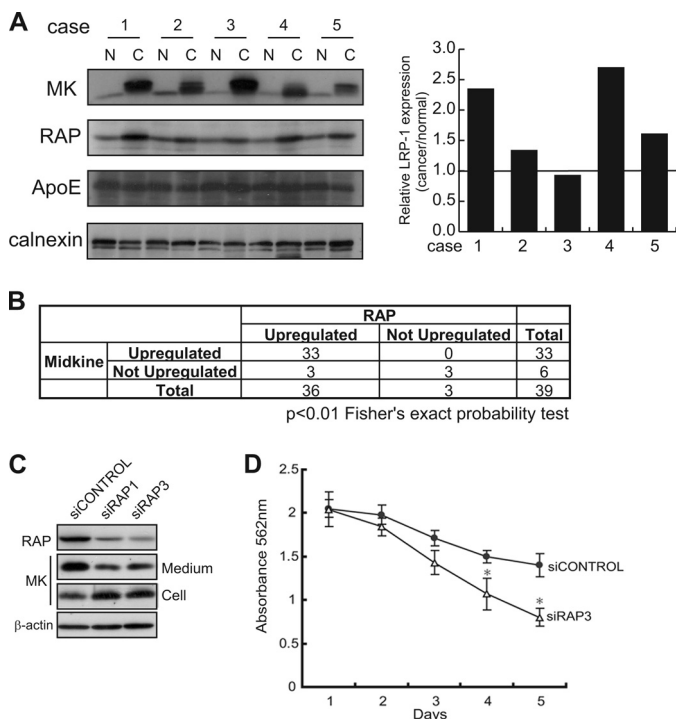 A
case 1 2 3 4 5
N C N C N C N C N C
MK
RAP
ApoE
calnexin
Relative LRP-1 expression
(cancer/normal)
3.0
2.5
2.0
1.5
1.0
0.5
0.0
case 1 2 3 4 5
B
RAP
Upregulated Not Upregulated Total
Midkine Upregulated 33 0 33
Not Upregulated 3 3 6
Total 36 3 39
p<0.01 Fisher's exact probability test
C
siCONTROL siRAP1 siRAP3
RAP
MK
Medium
Cell
β-actin
D
Absorbance 562nm
2.5
2
1.5
1
0.5
0
siCONTROL
*
*
siRAP3
1 2 3 4 5
Days